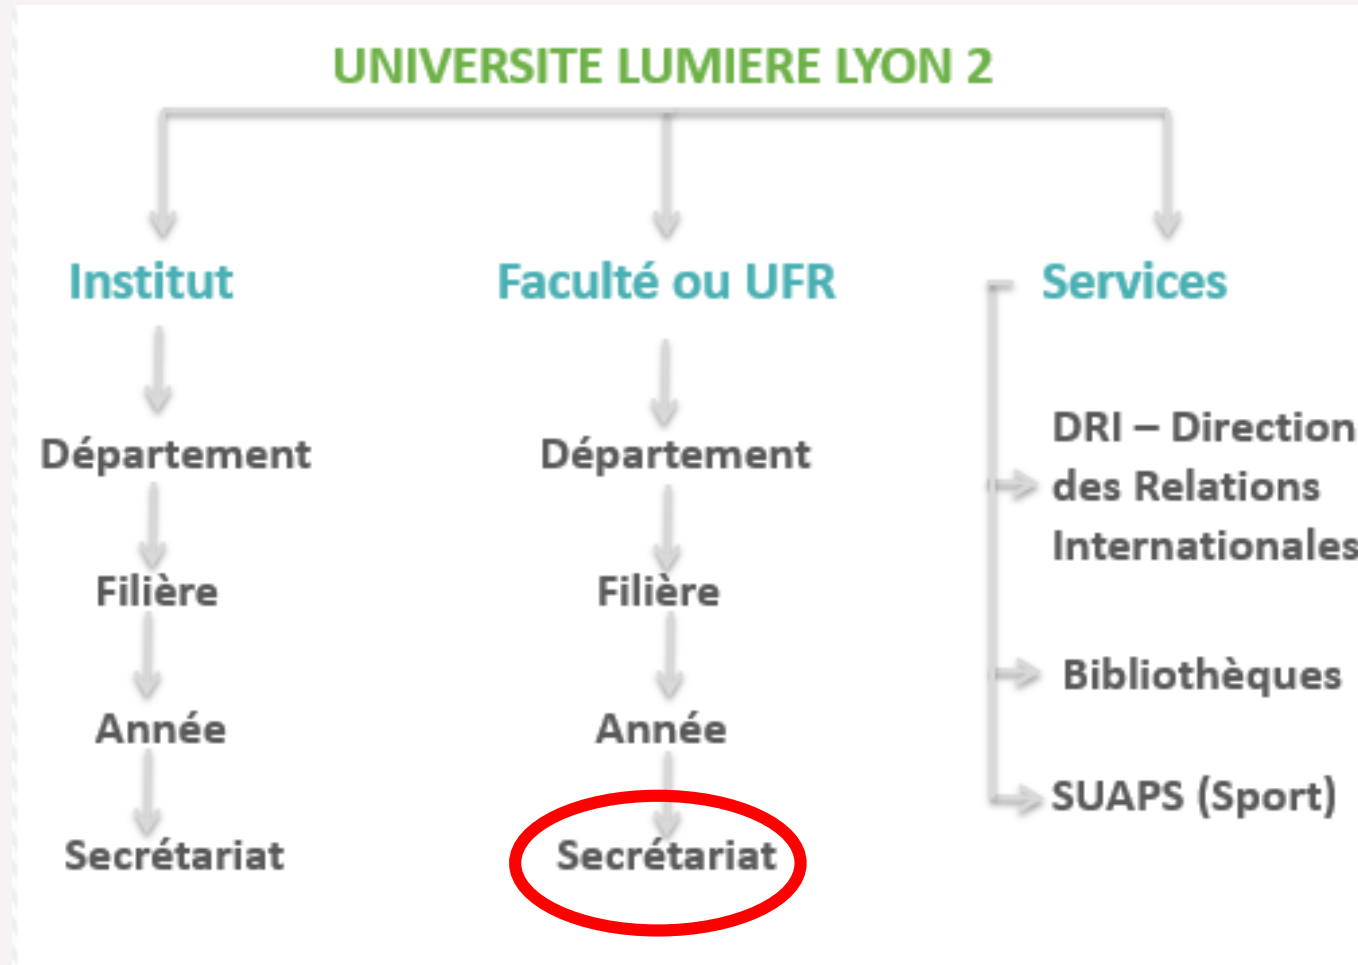 UNIVERSITE LUMIERE LYON 2
Institut
Faculté ou UFR
Services
Département
Filière
Année
Secrétariat
Département
Filière
Année
Secrétariat
DRI – Direction
des Relations
Internationales
Bibliothèques
SUAPS (Sport)